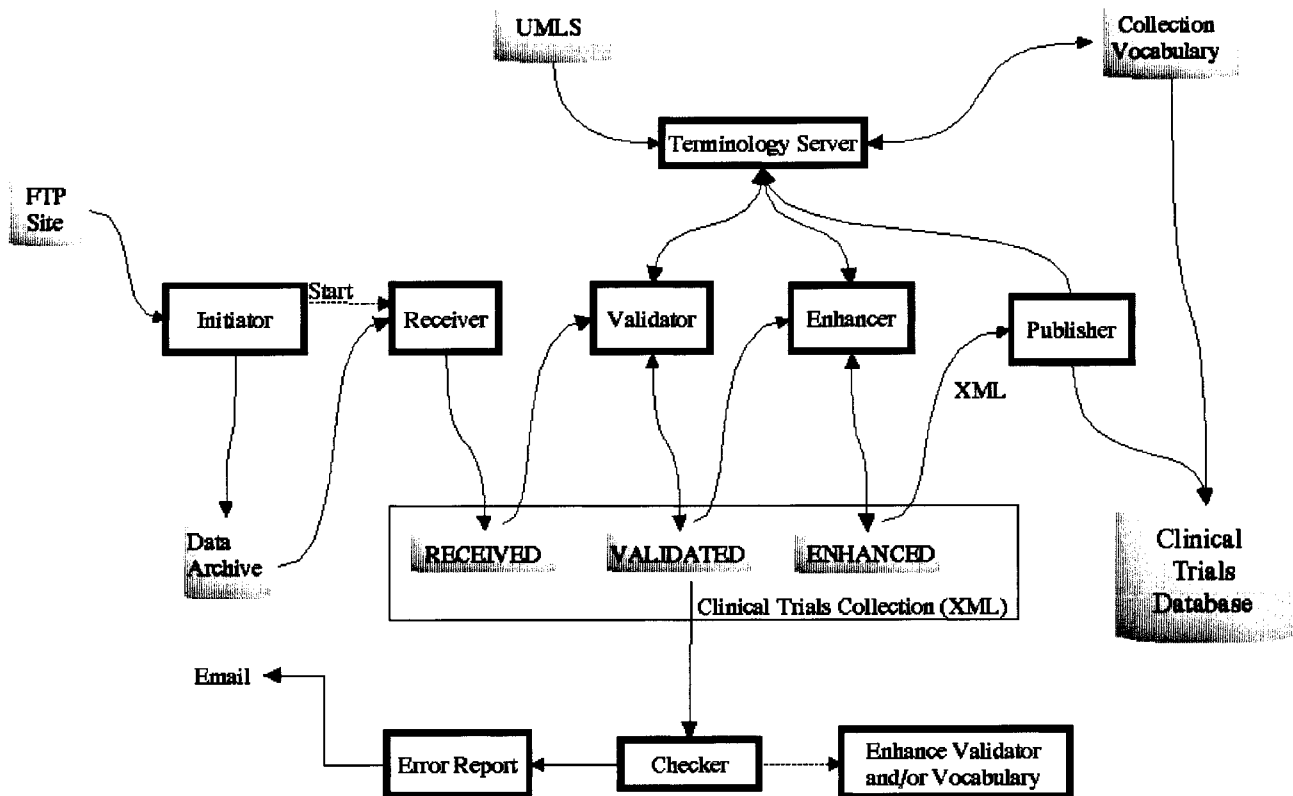 UMLS
Collection
Vocabulary
Terminology Server
FTP
Site
Start
Initiator
Receiver
Validator
Enhancer
Publisher
XML
Data
Archive
RECEIVED
VALIDATED
ENHANCED
Clinical Trials Collection (XML)
Clinical
Trials
Database
Email
Error Report
Checker
Enhance Validator
and/or Vocabulary